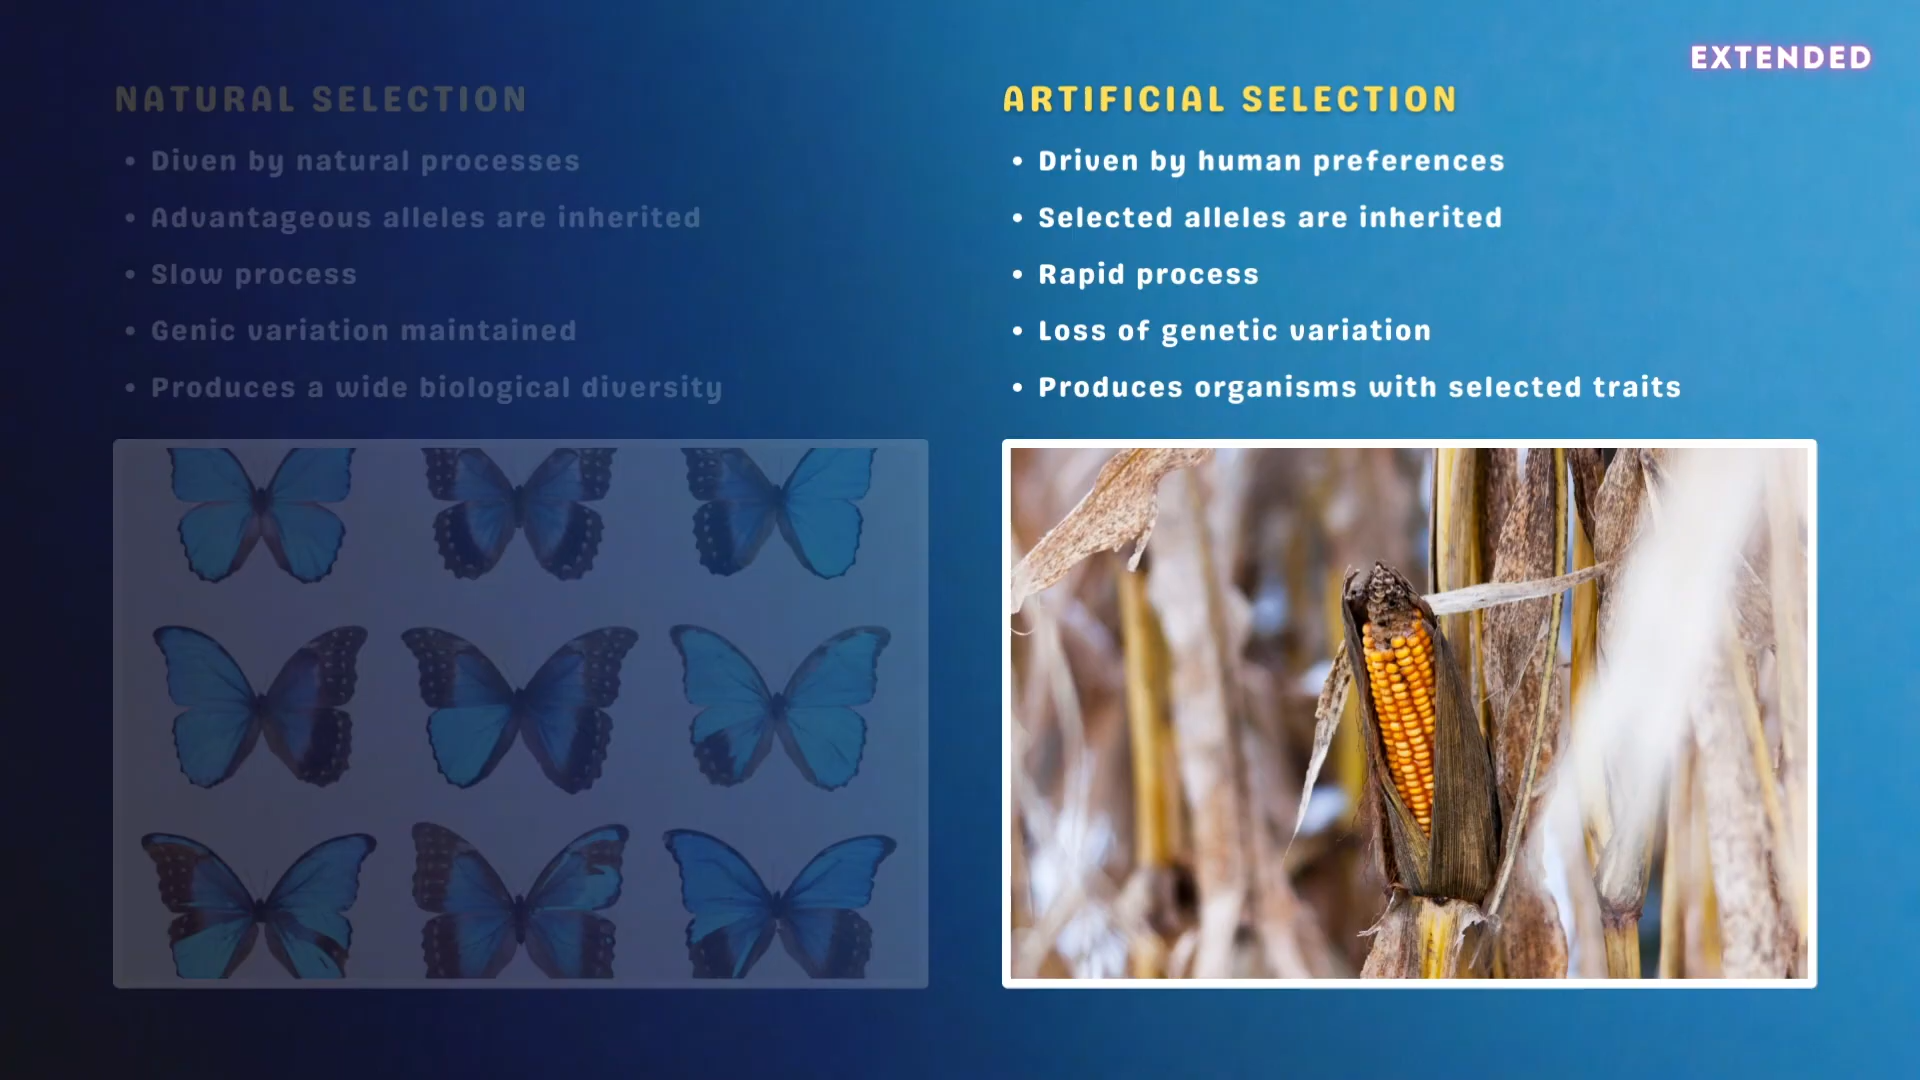 EXTENDED
NATURAL SELECTION
• Diven by natural processes
• Advantageous alleles are inherited
• Slow process
• Genic variation maintained
• Produces a wide biological diversity
ARTIFICIAL SELECTION
• Driven by human preferences
• Selected alleles are inherited
• Rapid process
• Loss of genetic variation
• Produces organisms with selected traits